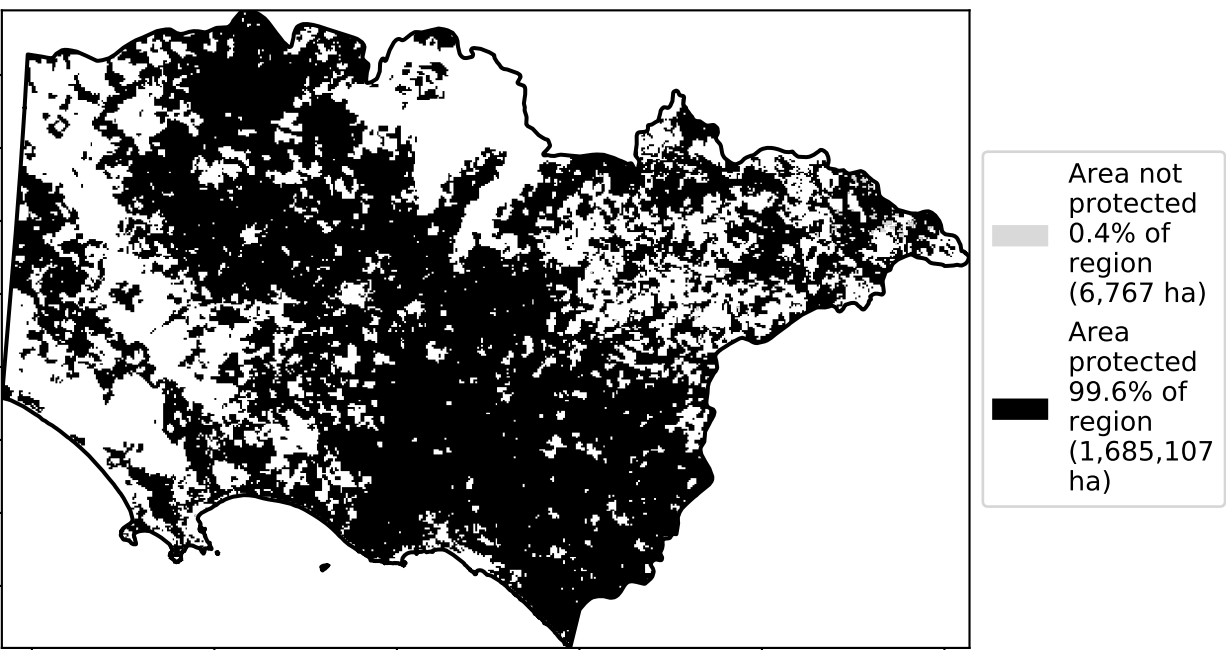 Area not
protected
0.4% of
region
(6,767 ha)
Area
protected
99.6% of
region
(1,685,107
ha)